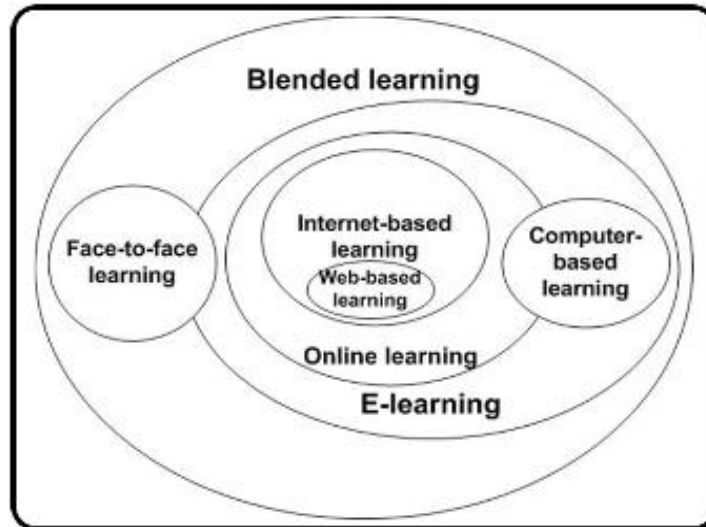 Blended learning
Face-to-face
learning
Internet-based
learning
Web-based
learning
Computer-
based
learning
Online learning
E-learning